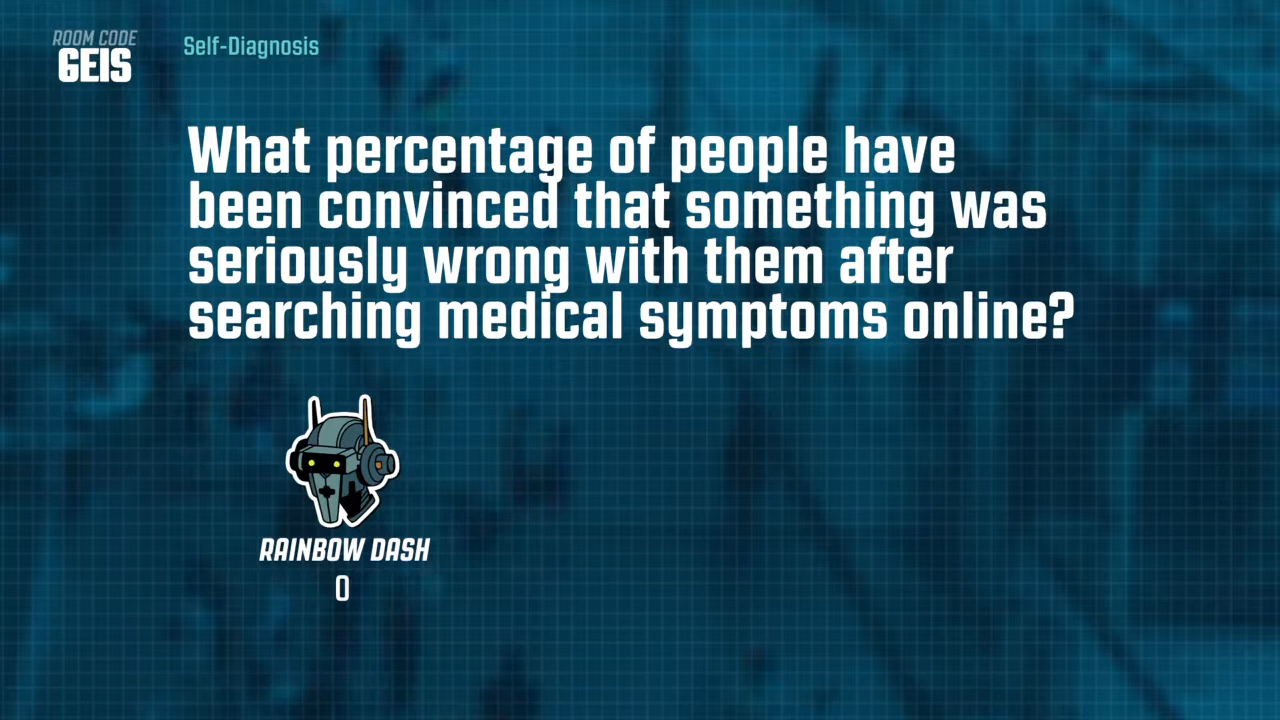 ROOM CODE
GEIS
Self-Diagnosis
What percentage of people have
been convinced that something was
seriously wrong with them after
searching medical symptoms online?
RAINBOW DASH
0